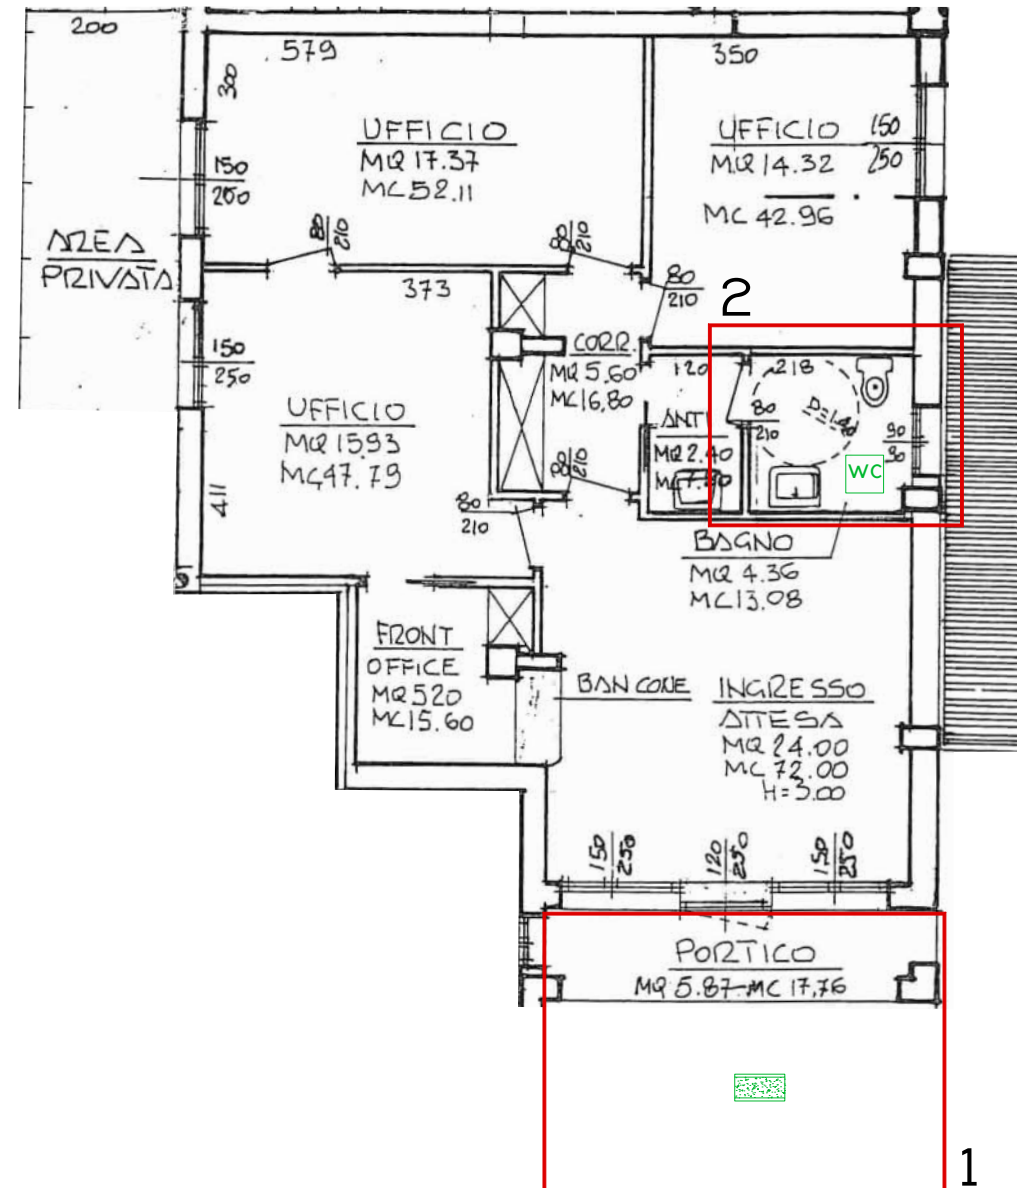 200
579
350
300
UFFICIO
MQ 17.37
MC 52.11
UFFICIO
MQ 14.32
MC 42.96
150
250
150
200
AREA
PRIVATA
80
210
80
210
373
80
210
2
150
250
CORR.
MQ 5.60
MC 16,80
120
218
D=1.40
UFFICIO
MQ 15.93
MC 47.79
ANTI
MQ 2.40
80
210
90
90
WC
411
80
210
80
210
BAGNO
MQ 4.36
MC 13.08
FRONT
OFFICE
MQ 5.20
MC 15.60
BANCONE
INGRESSO
ATTESA
MQ 24.00
MC 72.00
H=3.00
150
250
120
250
150
250
PORTICO
MQ 5.87-MC 17,76
1